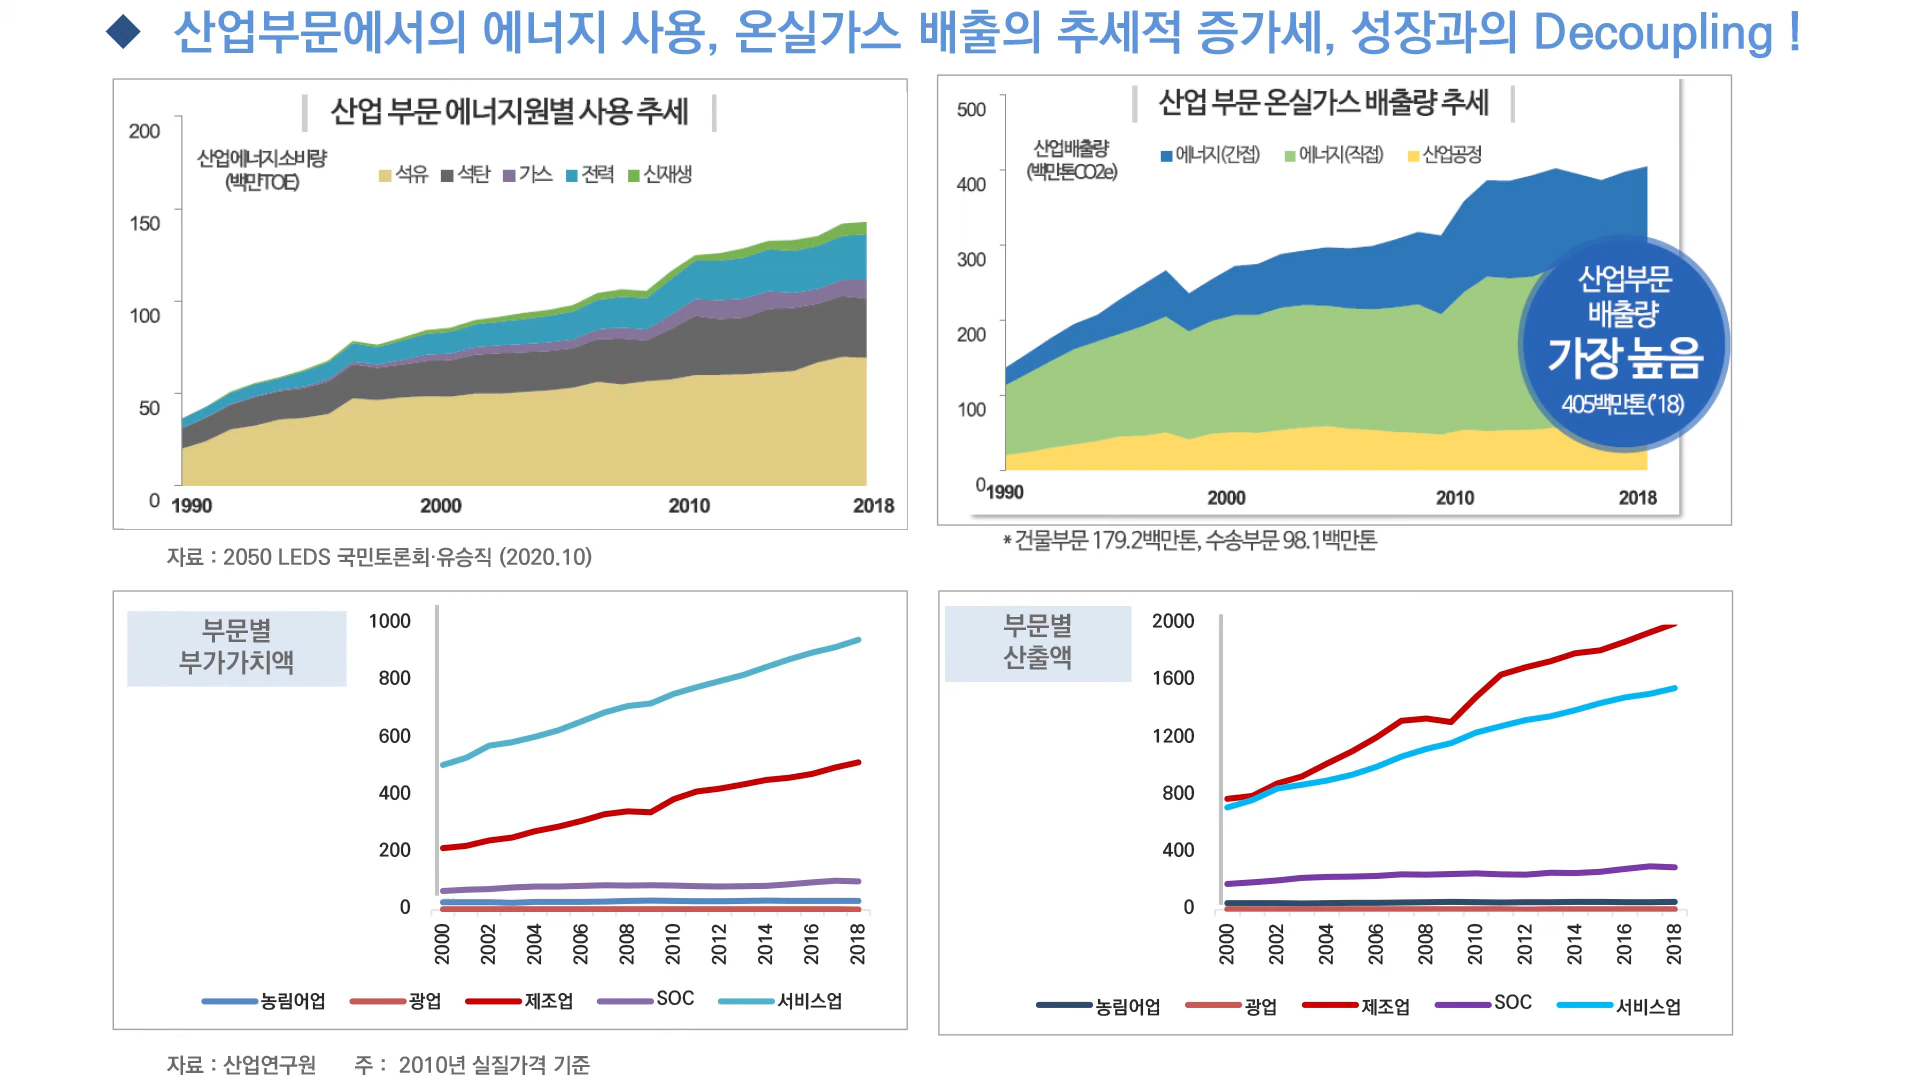 ◆ 산업부문에서의 에너지 사용, 온실가스 배출의 추세적 증가세, 성장과의 Decoupling !
산업 부문 에너지원별 사용 추세
산업에너지 소비량
(백만TOE)
석유 석탄 가스 전력 신재생
200
150
100
50
0
1990 2000 2010 2018
자료 : 2050 LEDS 국민토론회·유승직 (2020.10)
산업 부문 온실가스 배출량 추세
산업배출량
(백만톤CO2e)
에너지(간접) 에너지(직접) 산업공정
500
400
300
200
100
0
1990 2000 2010 2018
산업부문
배출량
가장 높음
405백만톤('18)
* 건물부문 179.2백만톤, 수송부문 98.1백만톤
부문별
부가가치액
1000
800
600
400
200
0
2000 2002 2004 2006 2008 2010 2012 2014 2016 2018
농림어업 광업 제조업 SOC 서비스업
부문별
산출액
2000
1600
1200
800
400
0
2000 2002 2004 2006 2008 2010 2012 2014 2016 2018
농림어업 광업 제조업 SOC 서비스업
자료 : 산업연구원 주 : 2010년 실질가격 기준